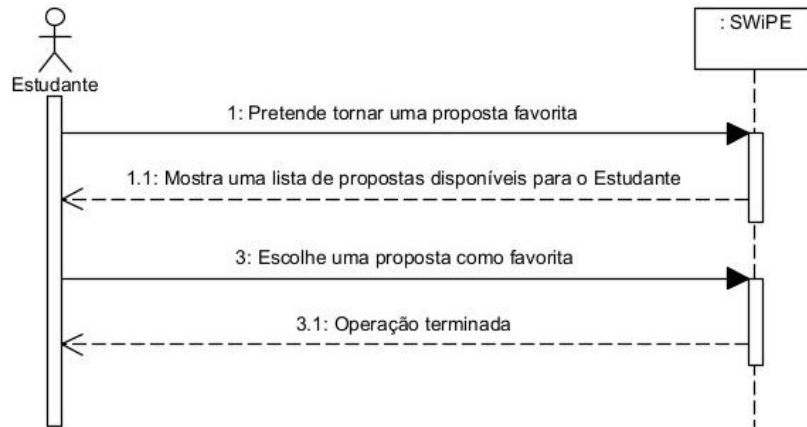 : SWiPE
Estudante
1: Pretende tornar uma proposta favorita
1.1: Mostra uma lista de propostas disponíveis para o Estudante
3: Escolhe uma proposta como favorita
3.1: Operação terminada